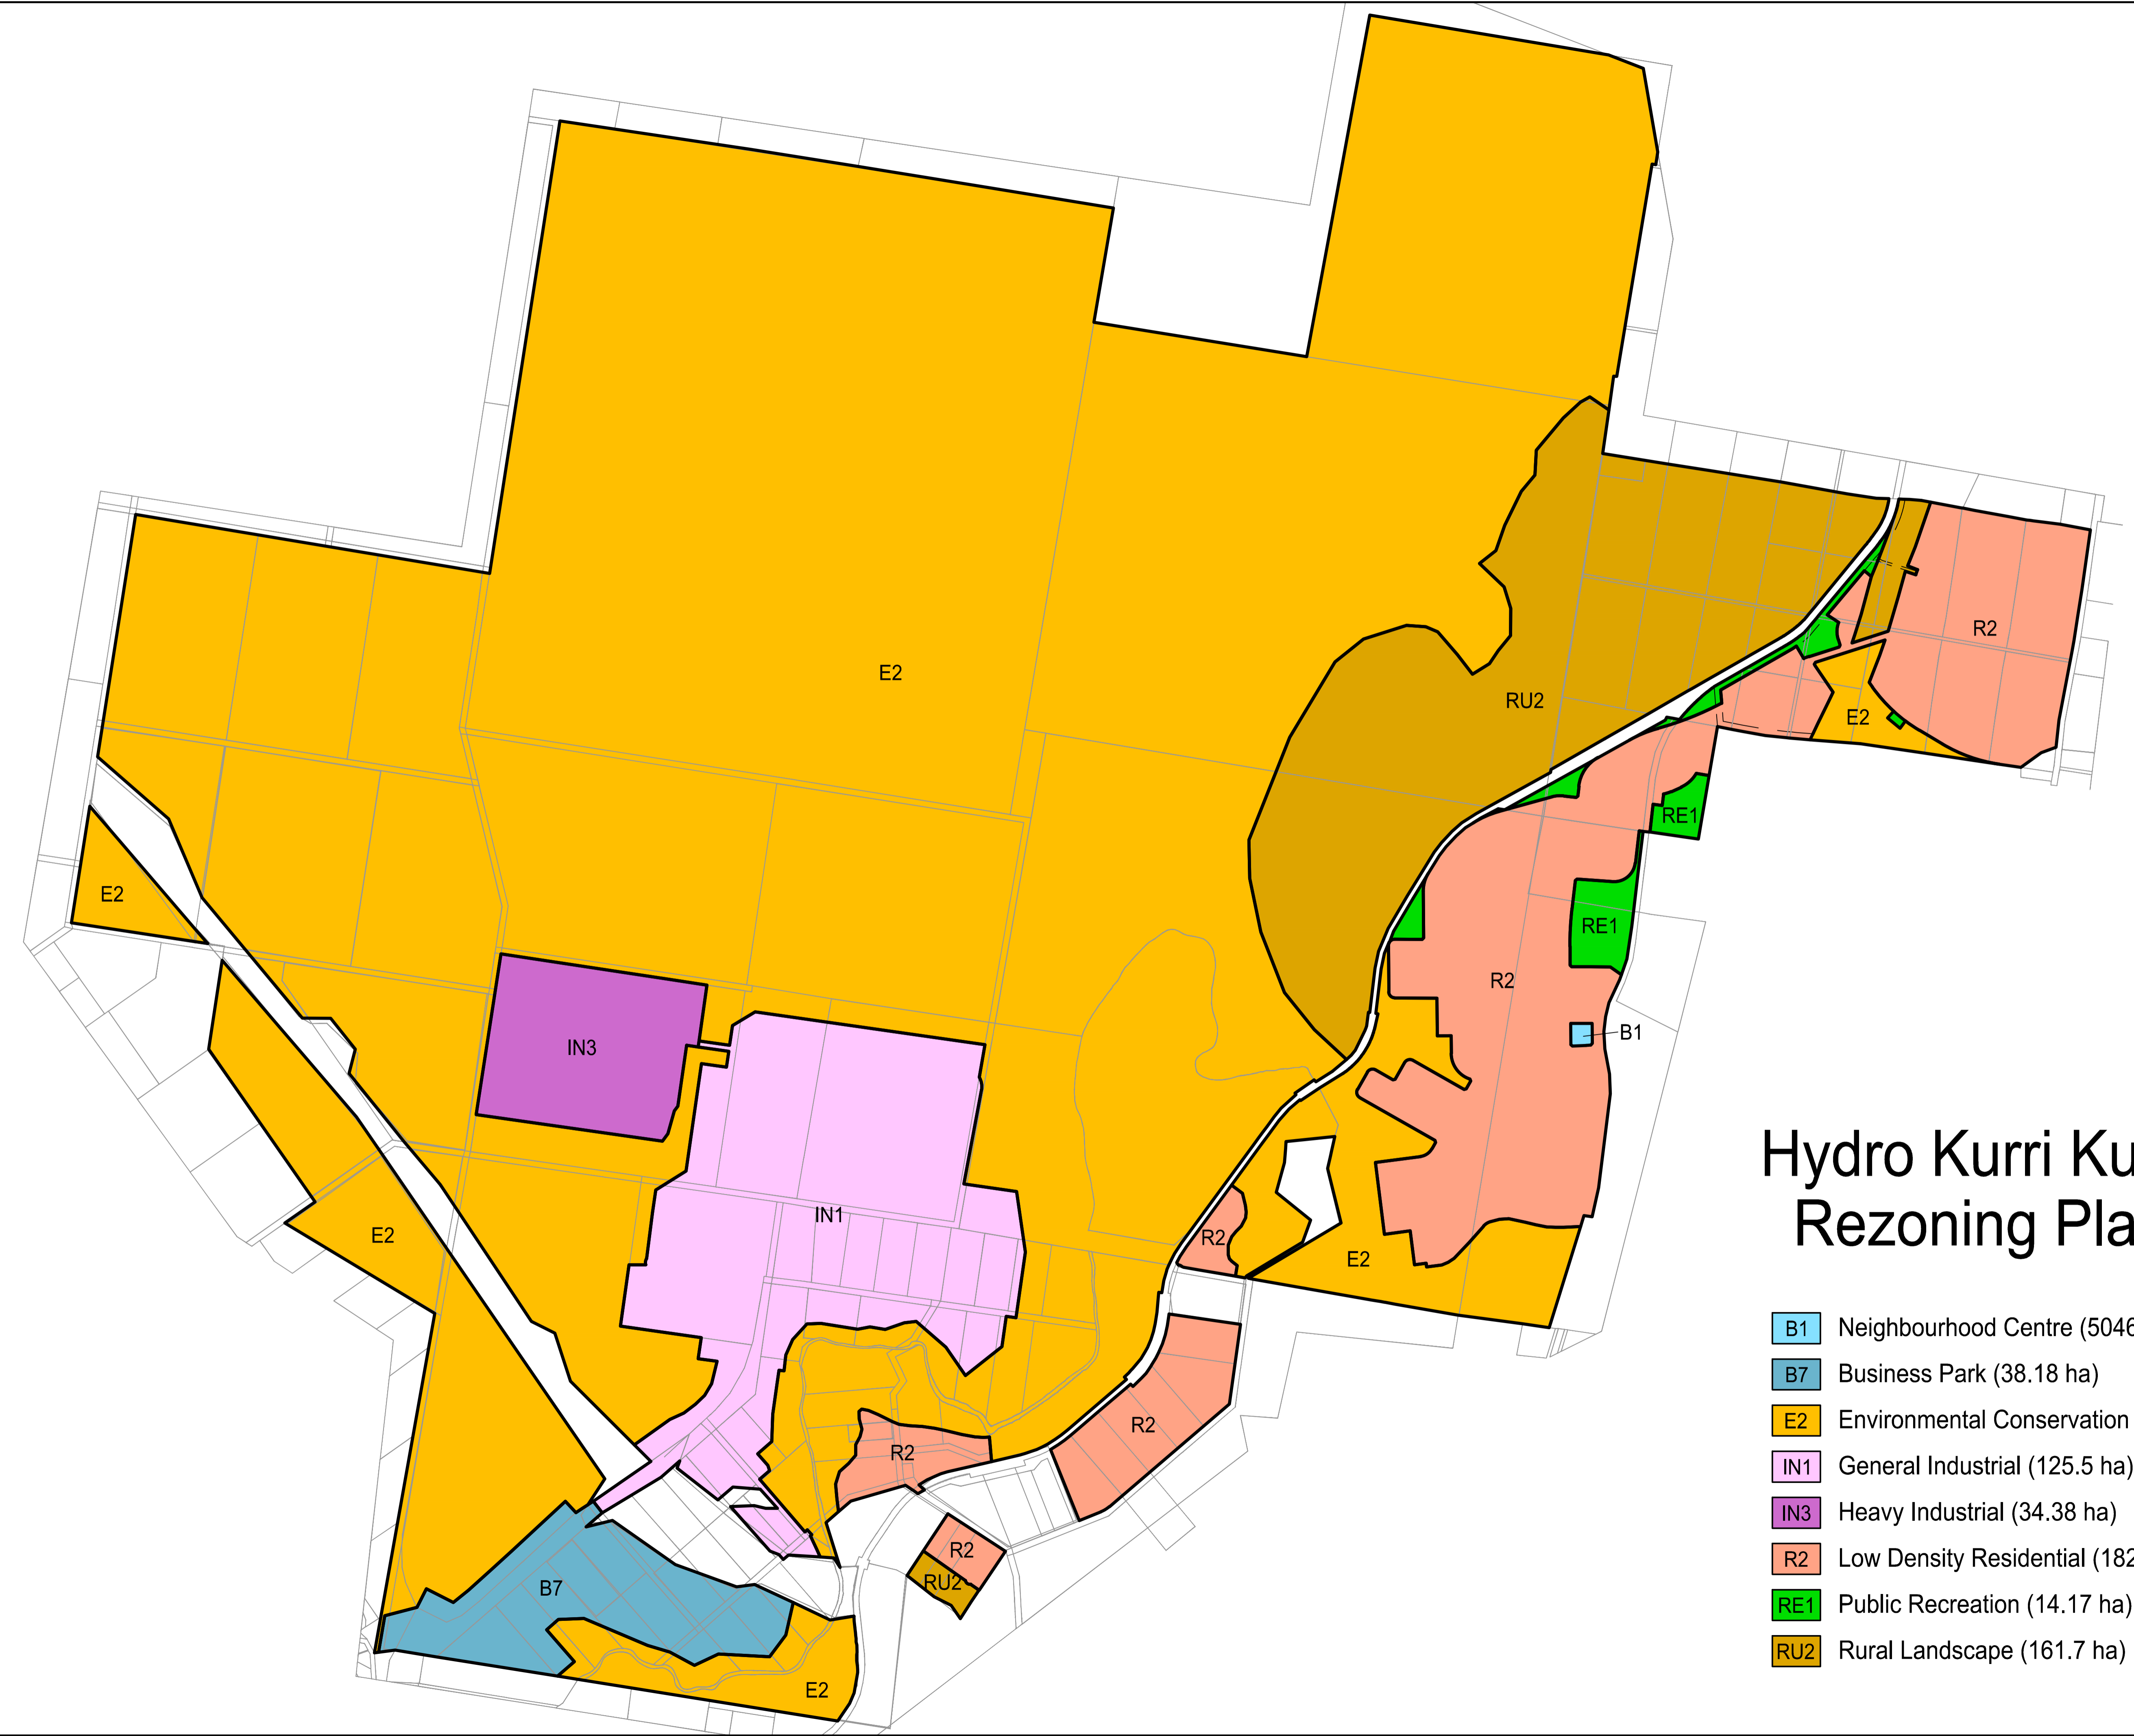 E2
RU2
R2
E2
RE1
E2
RE1
R2
B1
IN3
IN1
R2
E2
E2
R2
R2
R2
RU2
B7
E2
Hydro Kurri Ku
Rezoning Pla
B1 Neighbourhood Centre (5046
B7 Business Park (38.18 ha)
E2 Environmental Conservation
IN1 General Industrial (125.5 ha)
IN3 Heavy Industrial (34.38 ha)
R2 Low Density Residential (182
RE1 Public Recreation (14.17 ha)
RU2 Rural Landscape (161.7 ha)